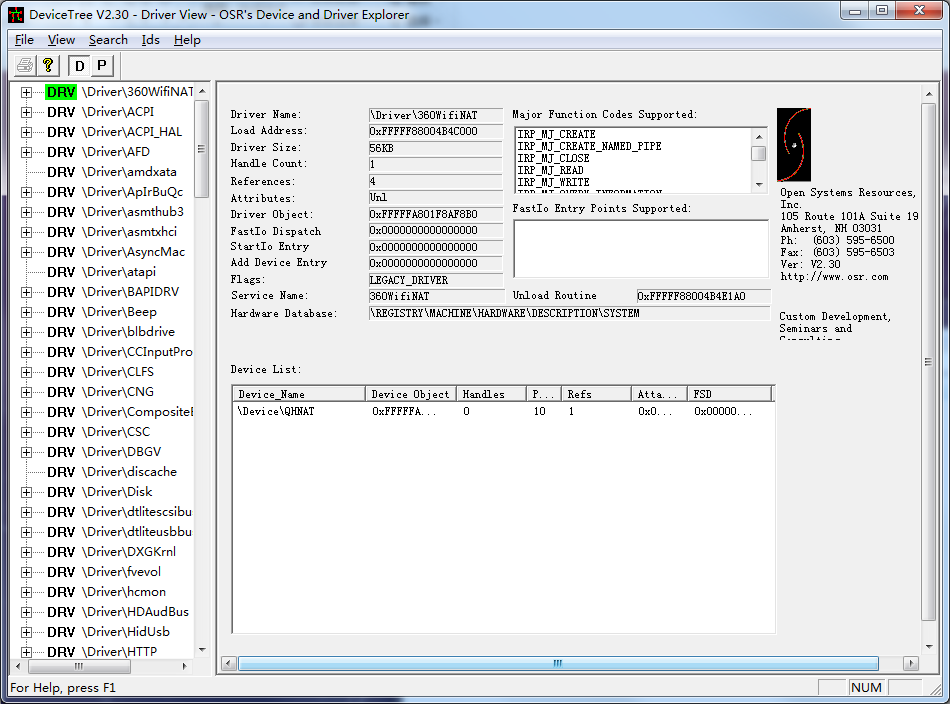 DeviceTree V2.30 - Driver View - OSR's Device and Driver Explorer
File View Search Ids Help
D P
DRV \Driver\360WifiNAT
DRV \Driver\ACPI
DRV \Driver\ACPI_HAL
DRV \Driver\AFD
DRV \Driver\amdxata
DRV \Driver\ApIrBuQc
DRV \Driver\asmthub3
DRV \Driver\asmtxhci
DRV \Driver\AsyncMac
DRV \Driver\atapi
DRV \Driver\BAPIDRV
DRV \Driver\Beep
DRV \Driver\blbdrive
DRV \Driver\CCInputPro
DRV \Driver\CLFS
DRV \Driver\CNG
DRV \Driver\Composite
DRV \Driver\CSC
DRV \Driver\DBGV
DRV \Driver\discache
DRV \Driver\Disk
DRV \Driver\dtlitescsibu
DRV \Driver\dtliteusbbu
DRV \Driver\DXGKrnl
DRV \Driver\fvevol
DRV \Driver\hcmon
DRV \Driver\HDAudBus
DRV \Driver\HidUsb
DRV \Driver\HTTP
Driver Name: \Driver\360WifiNAT
Load Address: 0xFFFFF88004B4C000
Driver Size: 56KB
Handle Count: 1
References: 4
Attributes: Unl
Driver Object: 0xFFFFFA801F8AF8B0
FastIo Dispatch 0x0000000000000000
StartIo Entry 0x0000000000000000
Add Device Entry 0x0000000000000000
Flags: LEGACY_DRIVER
Service Name: 360WifiNAT
Hardware Database: \REGISTRY\MACHINE\HARDWARE\DESCRIPTION\SYSTEM
Major Function Codes Supported:
IRP_MJ_CREATE
IRP_MJ_CREATE_NAMED_PIPE
IRP_MJ_CLOSE
IRP_MJ_READ
IRP_MJ_WRITE
IRP_MJ_QUERY_INFORMATION
FastIo Entry Points Supported:
Unload Routine 0xFFFFF88004B4E1A0
Open Systems Resources,
Inc.
105 Route 101A Suite 19
Amherst, NH 03031
Ph: (603) 595-6500
Fax: (603) 595-6503
Ver: V2.30
http://www.osr.com
Custom Development,
Seminars and
Consulting
Device List:
Device_Name Device Object Handles P... Refs Atta... FSD
\Device\QHNAT 0xFFFFFA... 0 10 1 0x0... 0x00000...
For Help, press F1
NUM